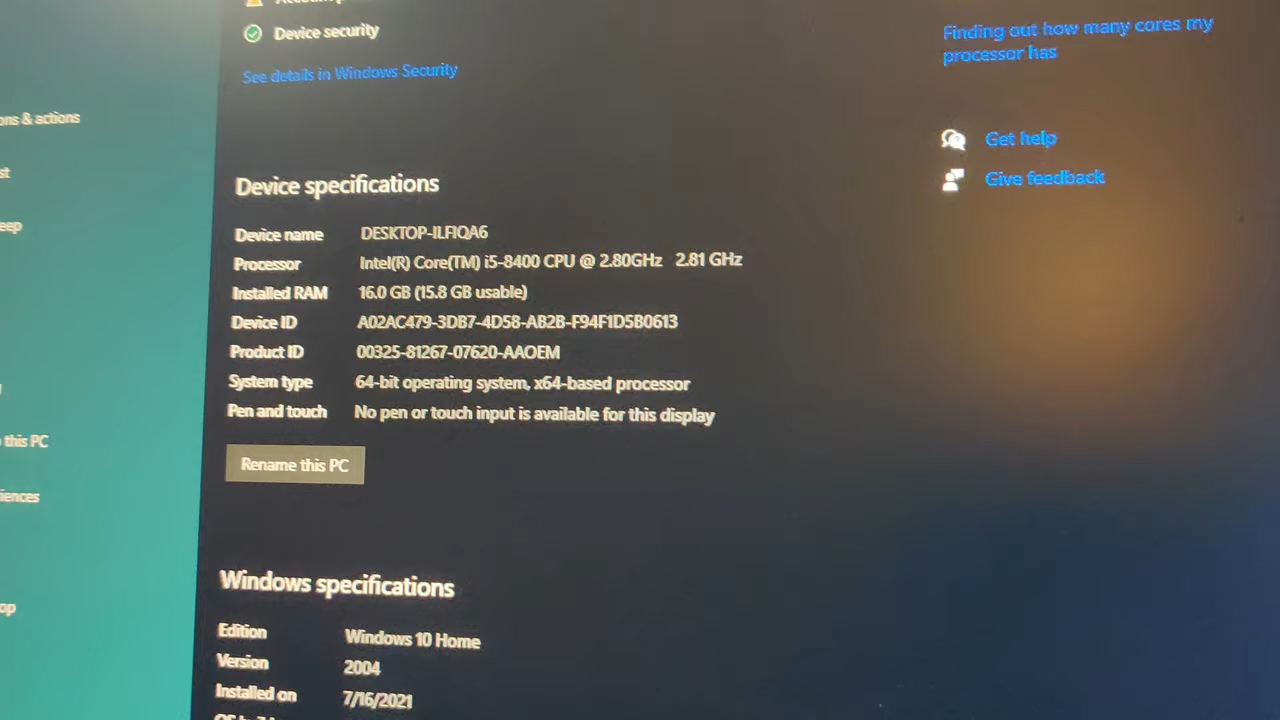 Device security
See details in Windows Security
Finding out how many cores my
processor has
Get help
Give feedback
ons & actions
st
eep
this PC
iences
op
Device specifications
Device name DESKTOP-ILFIQA6
Processor Intel(R) Core(TM) i5-8400 CPU @ 2.80GHz 2.81 GHz
Installed RAM 16.0 GB (15.8 GB usable)
Device ID A02AC479-3DB7-4D58-AB2B-F94F1D5B0613
Product ID 00325-81267-07620-AAOEM
System type 64-bit operating system, x64-based processor
Pen and touch No pen or touch input is available for this display
Rename this PC
Windows specifications
Edition Windows 10 Home
Version 2004
Installed on 7/16/2021